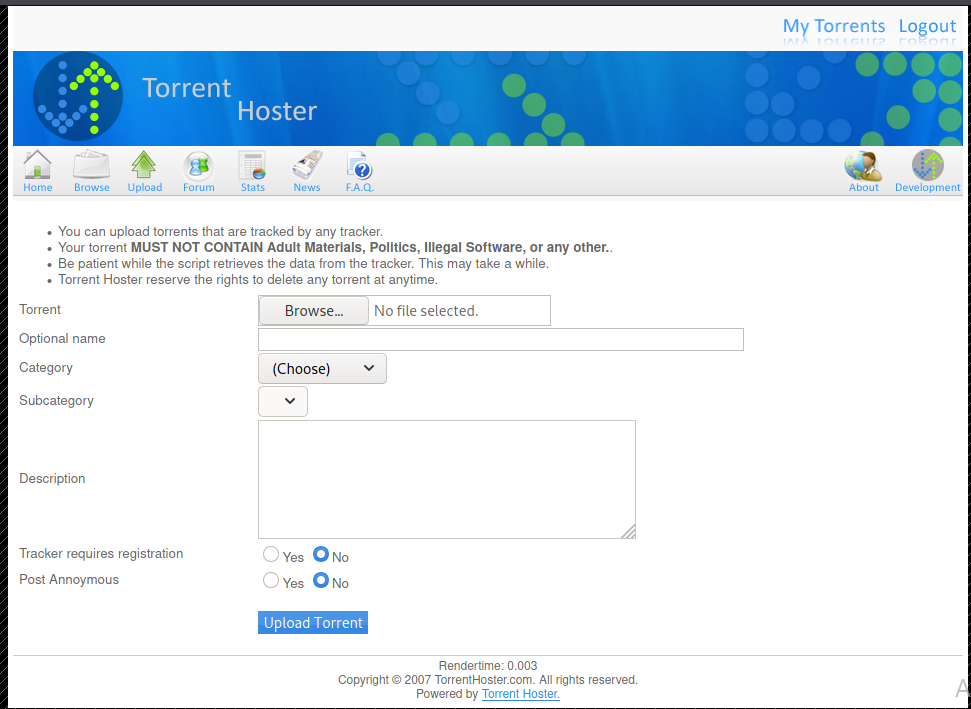 My Torrents Logout
Torrent
Hoster
Home Browse Upload Forum Stats News F.A.Q. About Development
You can upload torrents that are tracked by any tracker.
Your torrent MUST NOT CONTAIN Adult Materials, Politics, Illegal Software, or any other..
Be patient while the script retrieves the data from the tracker. This may take a while.
Torrent Hoster reserve the rights to delete any torrent at anytime.
Torrent Browse... No file selected.
Optional name
Category (Choose)
Subcategory
Description
Tracker requires registration Yes No
Post Annoymous Yes No
Upload Torrent
Rendertime: 0.003
Copyright © 2007 TorrentHoster.com. All rights reserved.
Powered by Torrent Hoster.